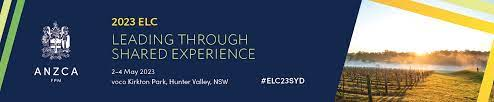 2023 ELC
LEADING THROUGH
SHARED EXPERIENCE
ANZCA
FPM
2–4 May 2023
voco Kirkton Park, Hunter Valley, NSW
#ELC23SYD